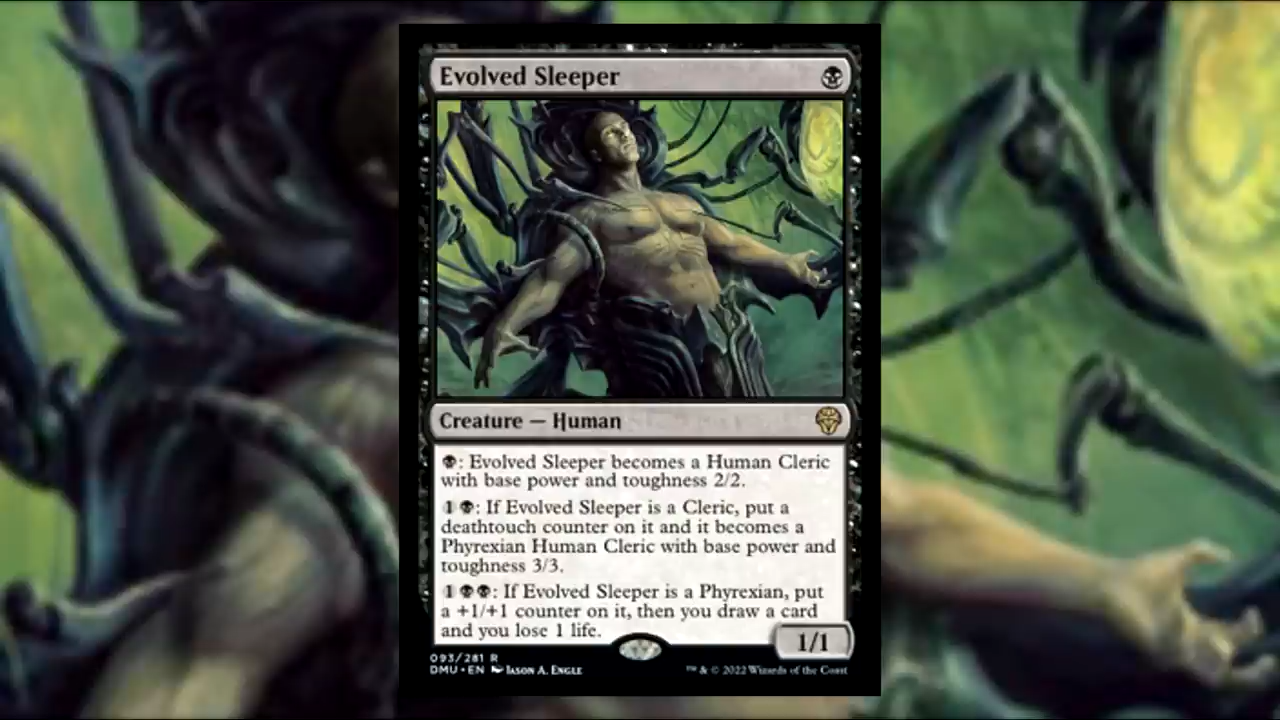 Evolved Sleeper
Creature — Human
: Evolved Sleeper becomes a Human Cleric
with base power and toughness 2/2.
1 : If Evolved Sleeper is a Cleric, put a
deathtouch counter on it and it becomes a
Phyrexian Human Cleric with base power and
toughness 3/3.
1 : If Evolved Sleeper is a Phyrexian, put
a +1/+1 counter on it, then you draw a card
and you lose 1 life.
1/1
093/281 R
DMU • EN Jason A. Engle
™ & © 2022 Wizards of the Coast